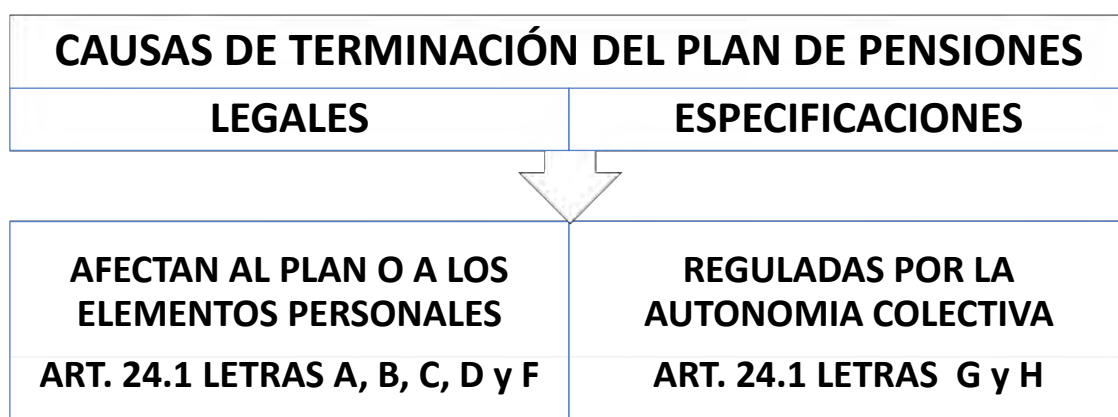 CAUSAS DE TERMINACIÓN DEL PLAN DE PENSIONES
LEGALES
ESPECIFICACIONES
AFECTAN AL PLAN O A LOS
ELEMENTOS PERSONALES
ART. 24.1 LETRAS A, B, C, D y F
REGULADAS POR LA
AUTONOMIA COLECTIVA
ART. 24.1 LETRAS G y H